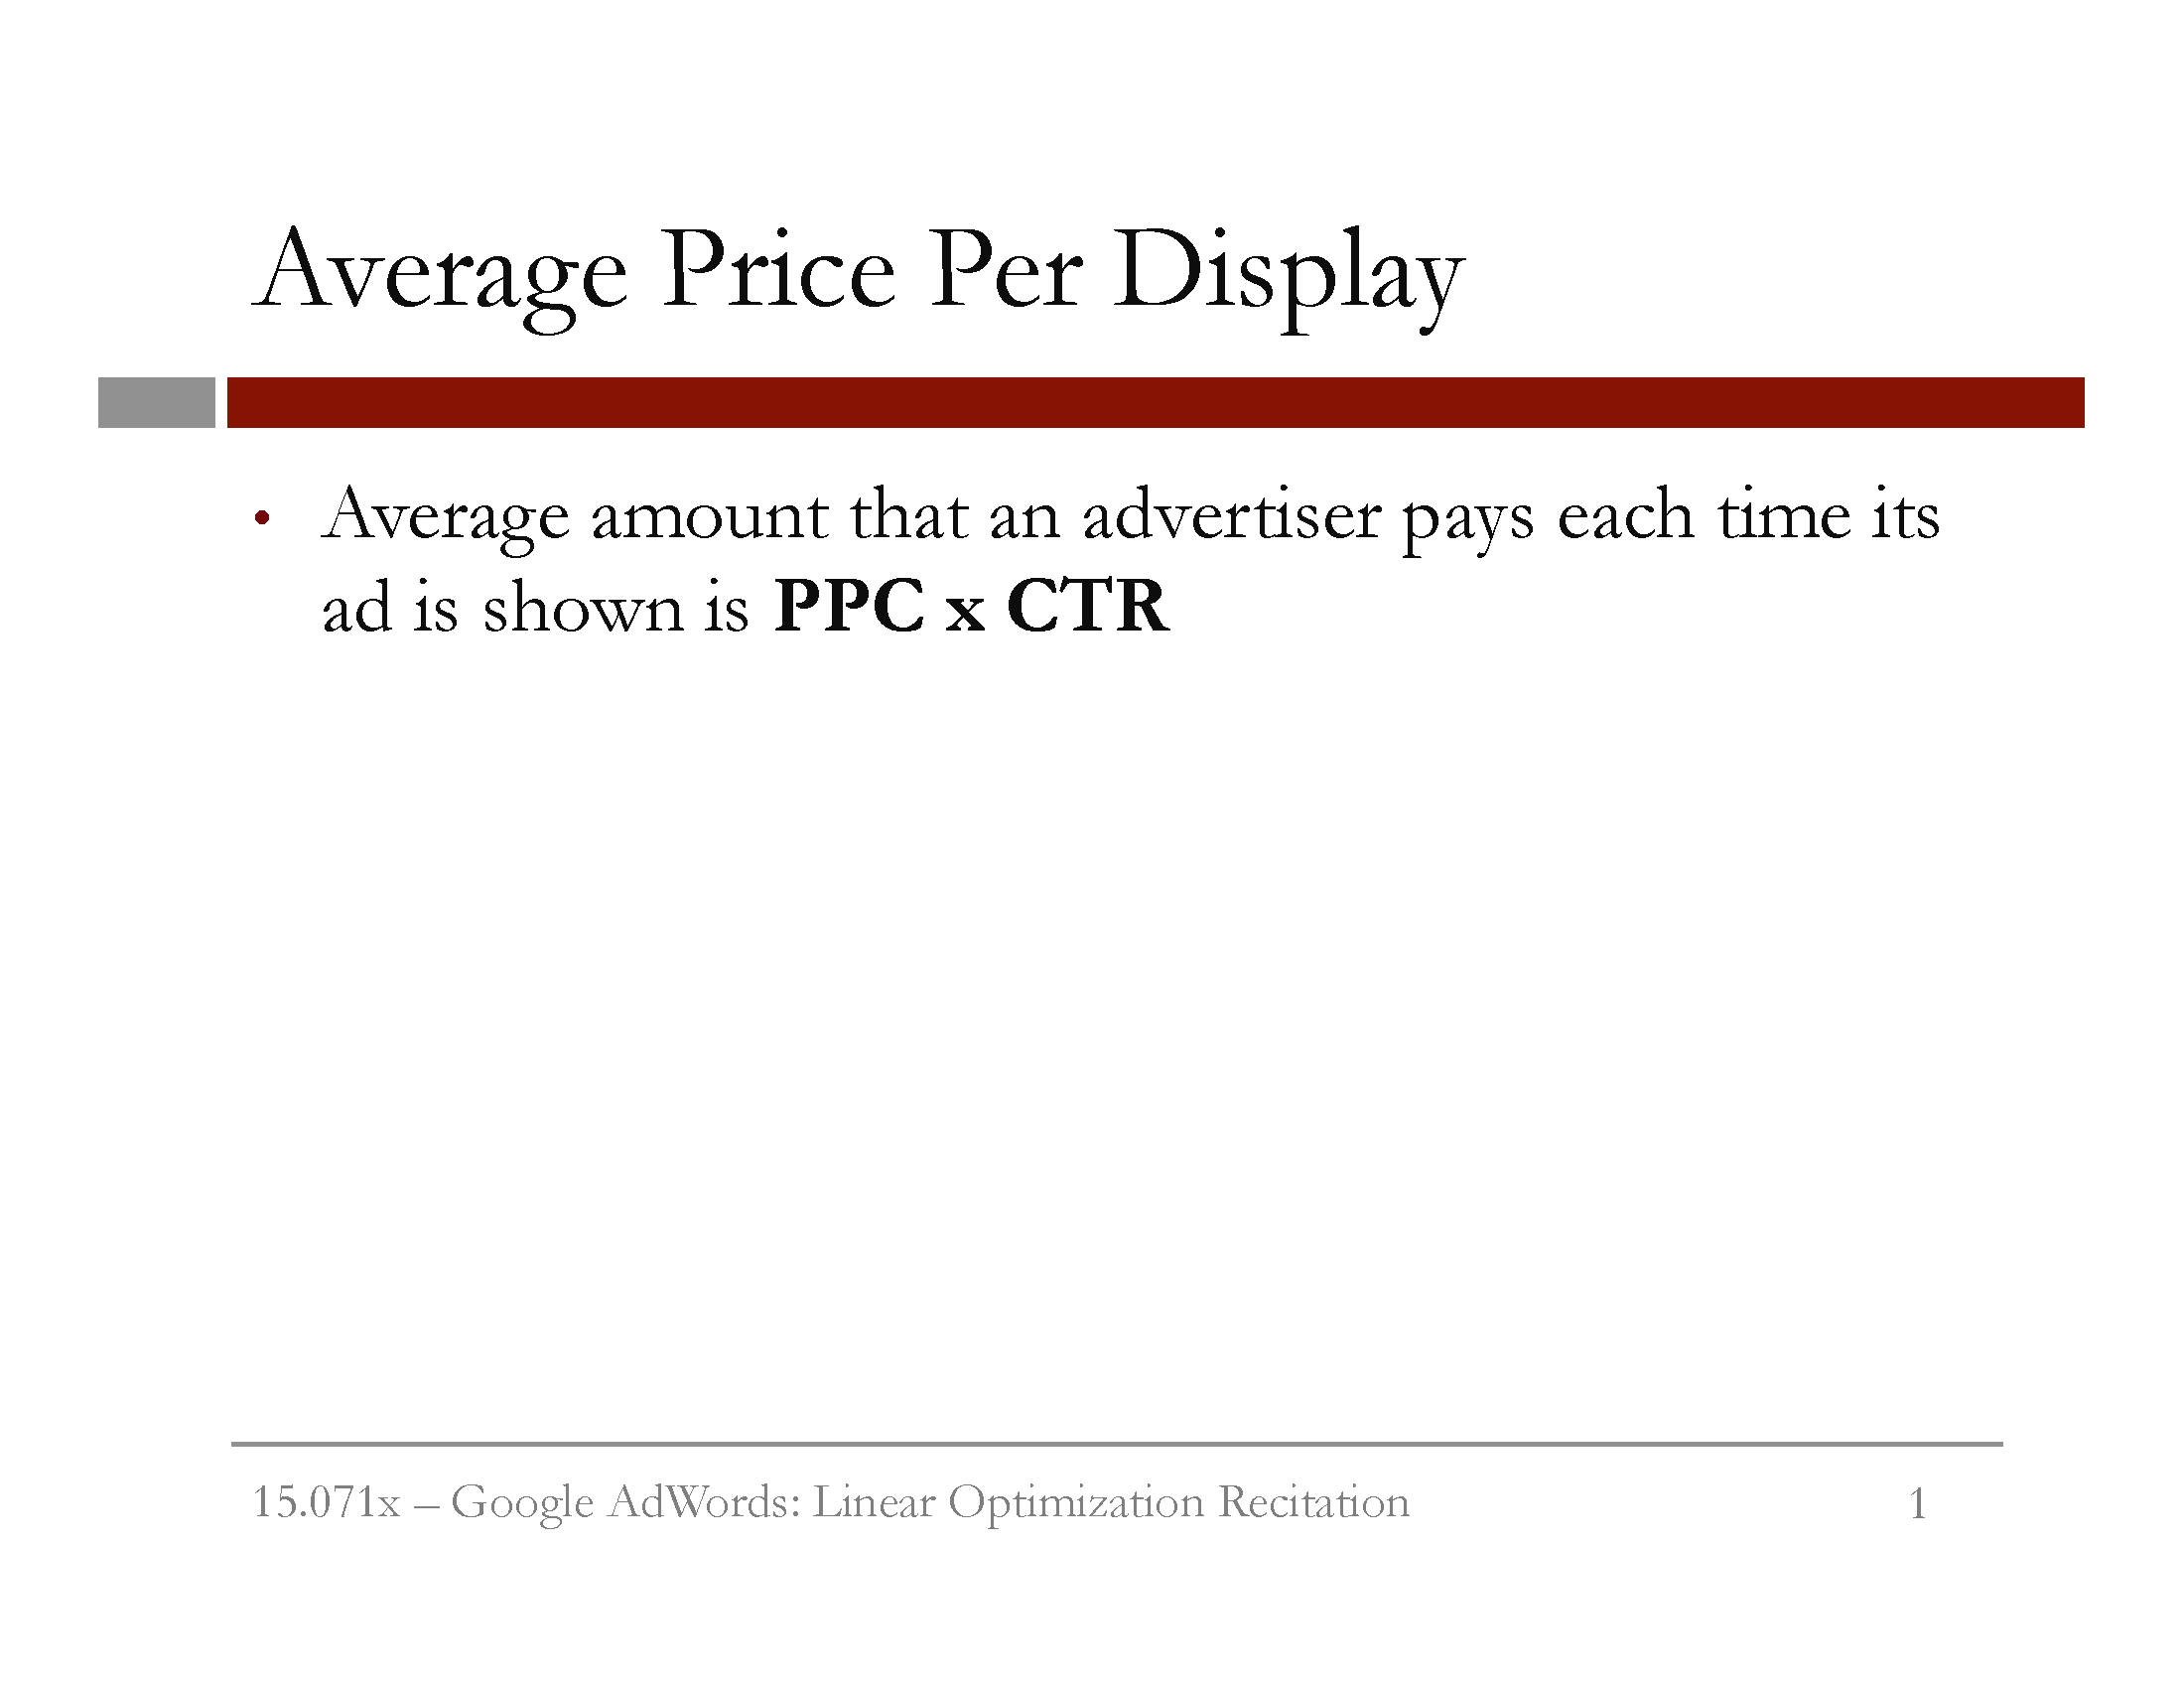 Average Price Per Display
• Average amount that an advertiser pays each time its
ad is shown is PPC x CTR
15.071x – Google AdWords: Linear Optimization Recitation 1